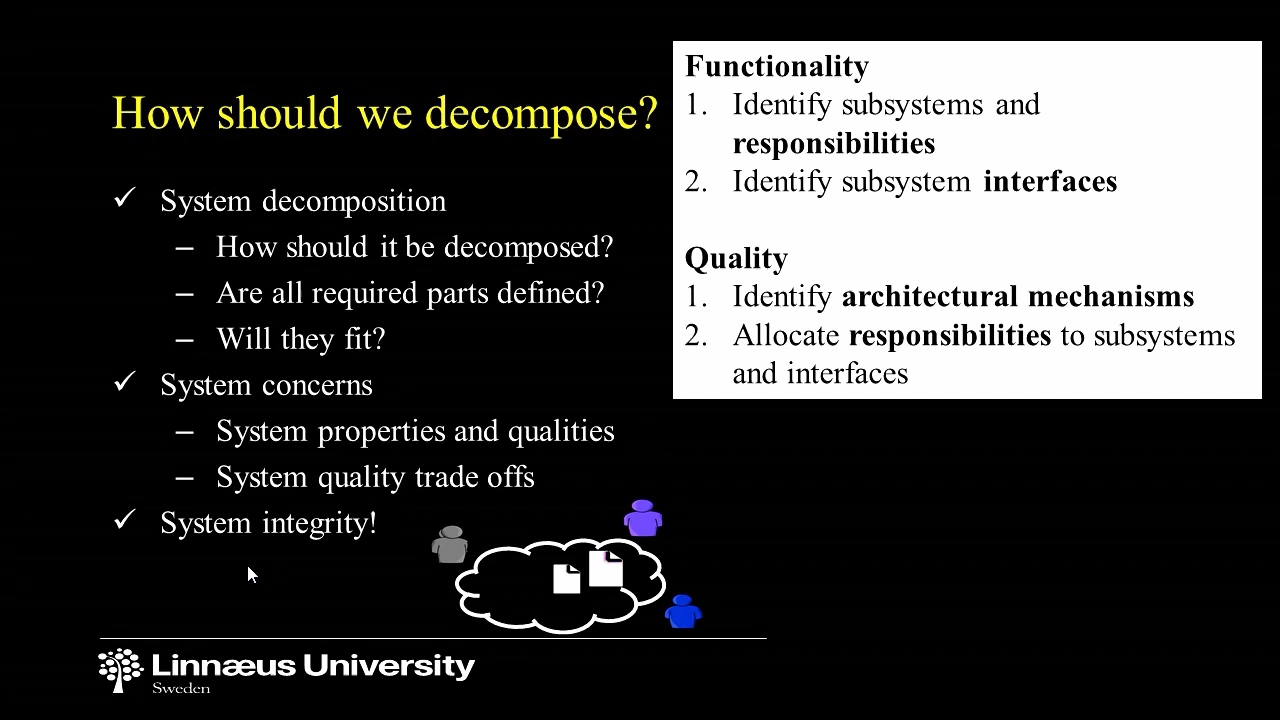 How should we decompose?
✓ System decomposition
– How should it be decomposed?
– Are all required parts defined?
– Will they fit?
✓ System concerns
– System properties and qualities
– System quality trade offs
✓ System integrity!
Functionality
1. Identify subsystems and
responsibilities
2. Identify subsystem interfaces
Quality
1. Identify architectural mechanisms
2. Allocate responsibilities to subsystems
and interfaces
Linnæus University
Sweden